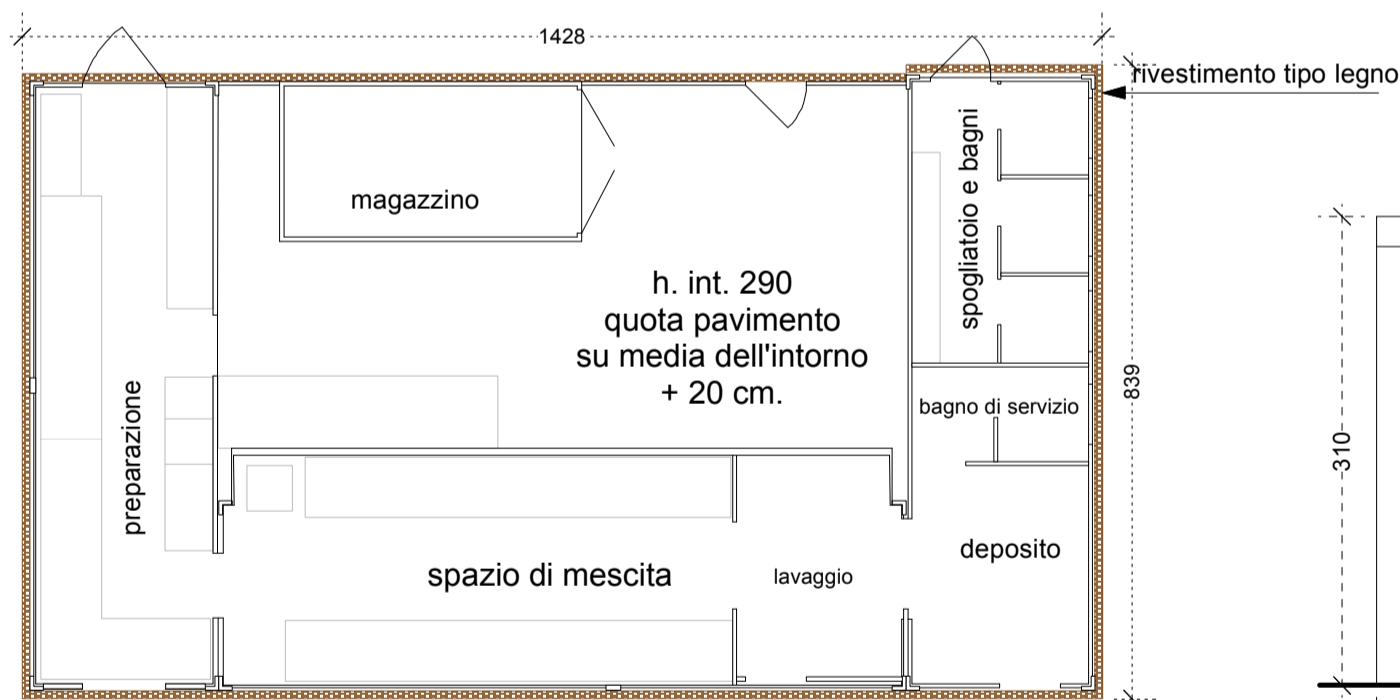 1428
rivestimento tipo legno
magazzino
spogliatoio e bagni
h. int. 290
quota pavimento
su media dell'intorno
+ 20 cm.
preparazione
bagno di servizio
839
310
spazio di mescita
lavaggio
deposito